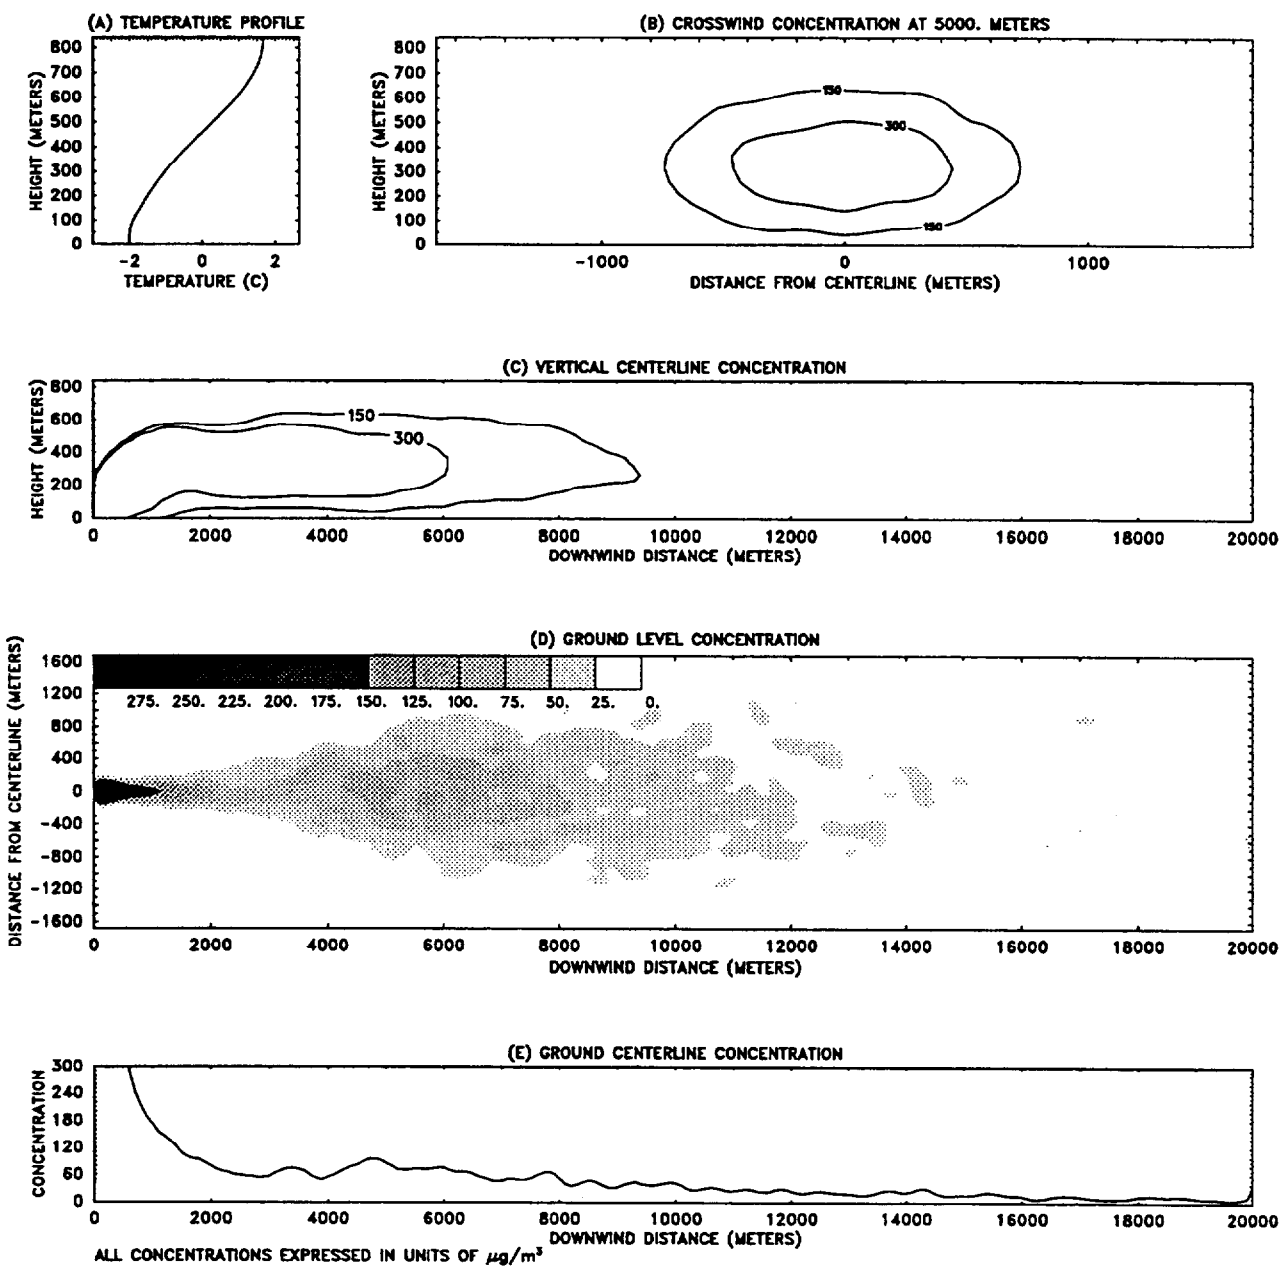 (A) TEMPERATURE PROFILE
800
700
600
500
400
300
200
100
0
HEIGHT (METERS)
-2 0 2
TEMPERATURE (C)
(B) CROSSWIND CONCENTRATION AT 5000. METERS
800
700
600
500
400
300
200
100
0
HEIGHT (METERS)
150
300
150
-1000 0 1000
DISTANCE FROM CENTERLINE (METERS)
(C) VERTICAL CENTERLINE CONCENTRATION
800
600
400
200
0
HEIGHT (METERS)
150
300
0 2000 4000 6000 8000 10000 12000 14000 16000 18000 20000
DOWNWIND DISTANCE (METERS)
(D) GROUND LEVEL CONCENTRATION
1600
1200
800
400
0
-400
-800
-1200
-1600
DISTANCE FROM CENTERLINE (METERS)
275. 250. 225. 200. 175. 150. 125. 100. 75. 50. 25. 0.
0 2000 4000 6000 8000 10000 12000 14000 16000 18000 20000
DOWNWIND DISTANCE (METERS)
(E) GROUND CENTERLINE CONCENTRATION
300
240
180
120
60
0
CONCENTRATION
0 2000 4000 6000 8000 10000 12000 14000 16000 18000 20000
DOWNWIND DISTANCE (METERS)
ALL CONCENTRATIONS EXPRESSED IN UNITS OF μg/m³